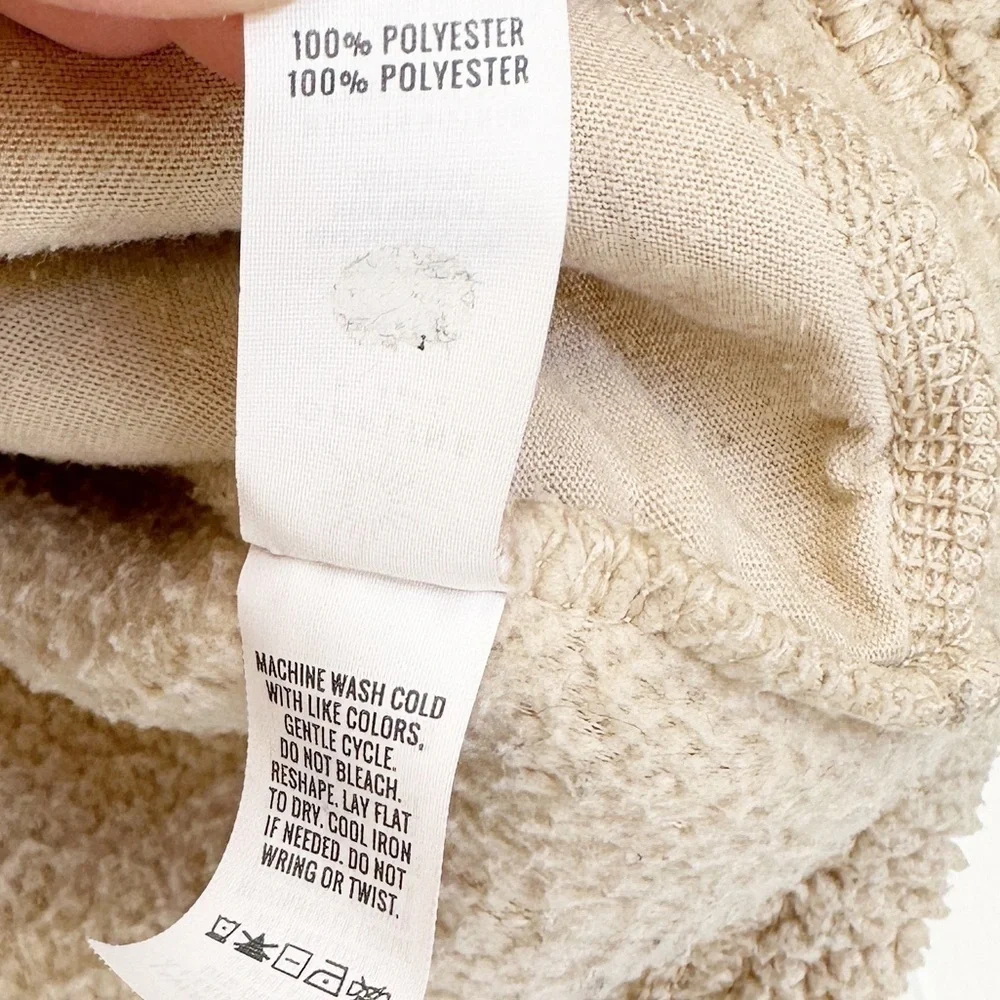 100% POLYESTER
100% POLYESTER
MACHINE WASH COLD
WITH LIKE COLORS.
GENTLE CYCLE.
DO NOT BLEACH.
RESHAPE. LAY FLAT
TO DRY. COOL IRON
IF NEEDED. DO NOT
WRING OR TWIST.